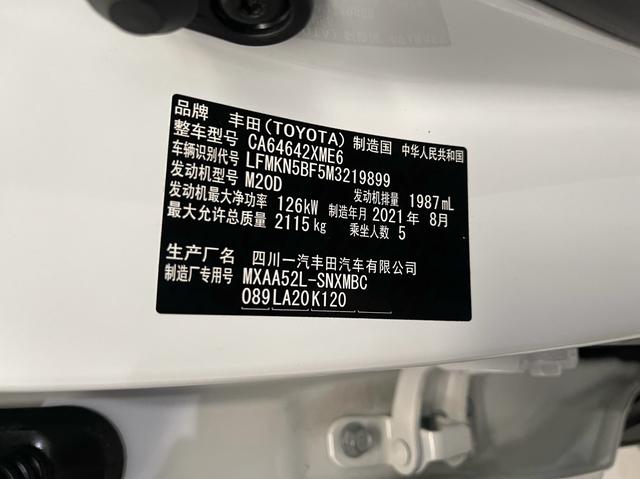 品牌 丰田(TOYOTA) 制造国 中华人民共和国
整车型号 CA64642XME6
车辆识别代号 LFMKN5BF5M3219899
发动机型号 M20D 发动机排量 1987mL
发动机最大净功率 126kW 制造年月 2021年 8月
最大允许总质量 2115kg 乘坐人数 5
生产厂名 四川一汽丰田汽车有限公司
制造厂专用号 MXAA52L-SNXMBC
089 LA20 K120